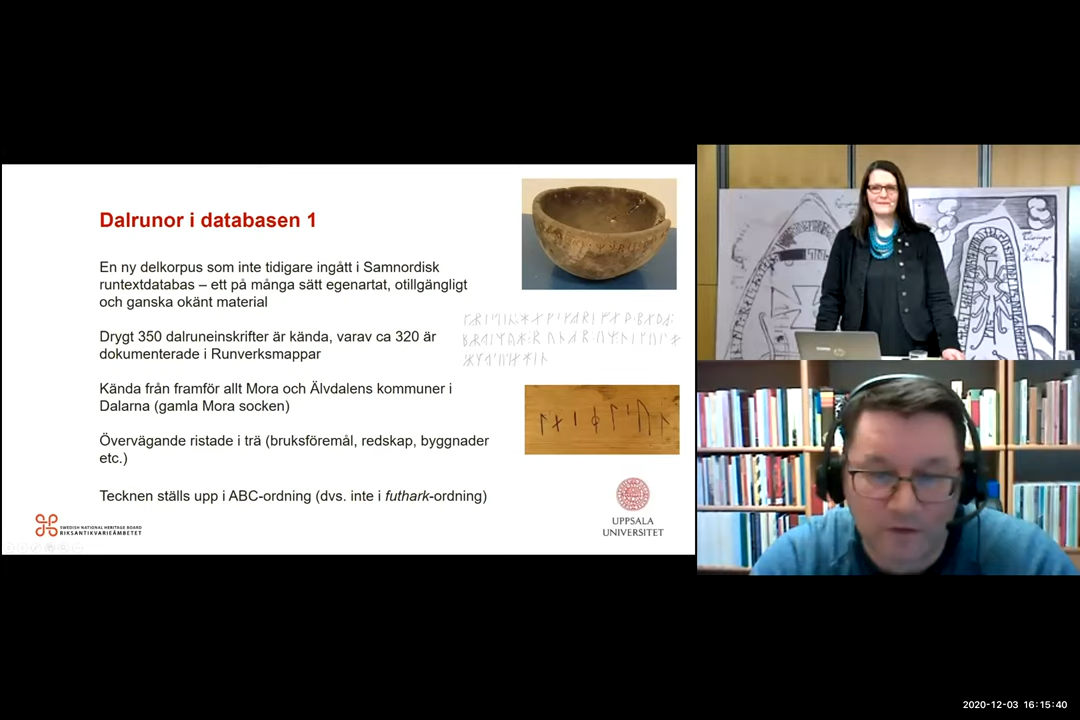 Dalrunor i databasen 1
En ny delkorpus som inte tidigare ingått i Samnordisk
runtextdatabas – ett på många sätt egenartat, otillgängligt
och ganska okänt material
Drygt 350 dalruneinskrifter är kända, varav ca 320 är
dokumenterade i Runverksmappar
Kända från framför allt Mora och Älvdalens kommuner i
Dalarna (gamla Mora socken)
Övervägande ristade i trä (bruksföremål, redskap, byggnader
etc.)
Tecknen ställs upp i ABC-ordning (dvs. inte i futhark-ordning)
SWEDISH NATIONAL HERITAGE BOARD
RIKSANTIKVARIEÄMBETET
UPPSALA
UNIVERSITET
2020-12-03 16:15:40